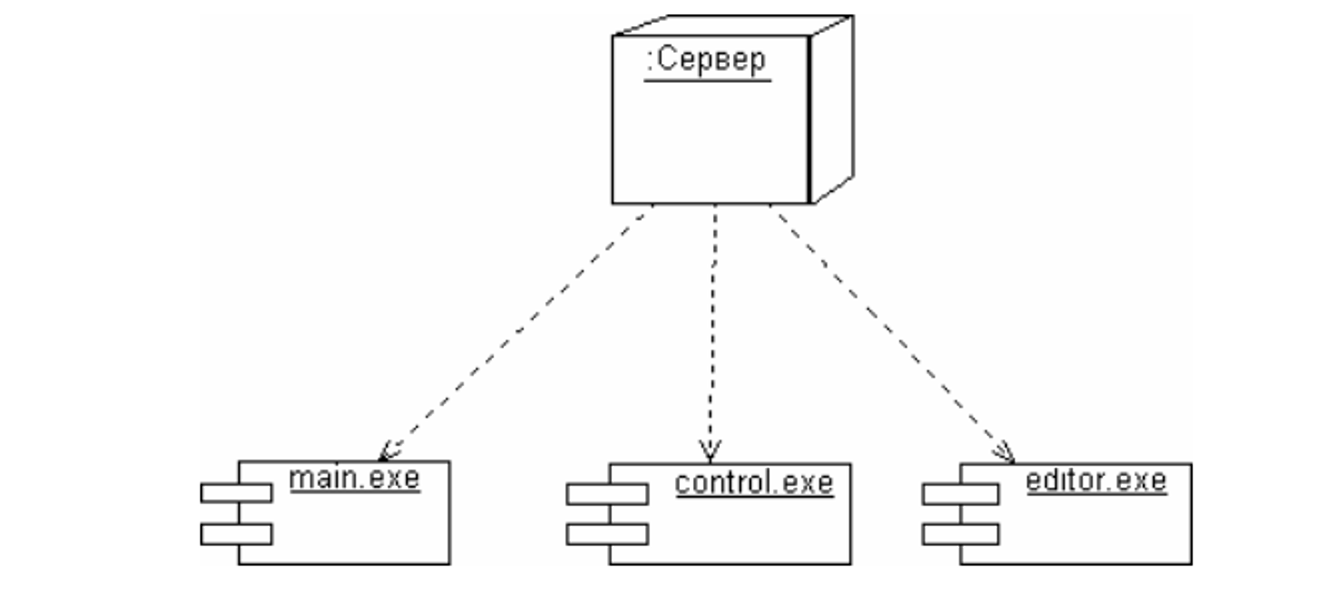 :Сервер
main.exe
control.exe
editor.exe